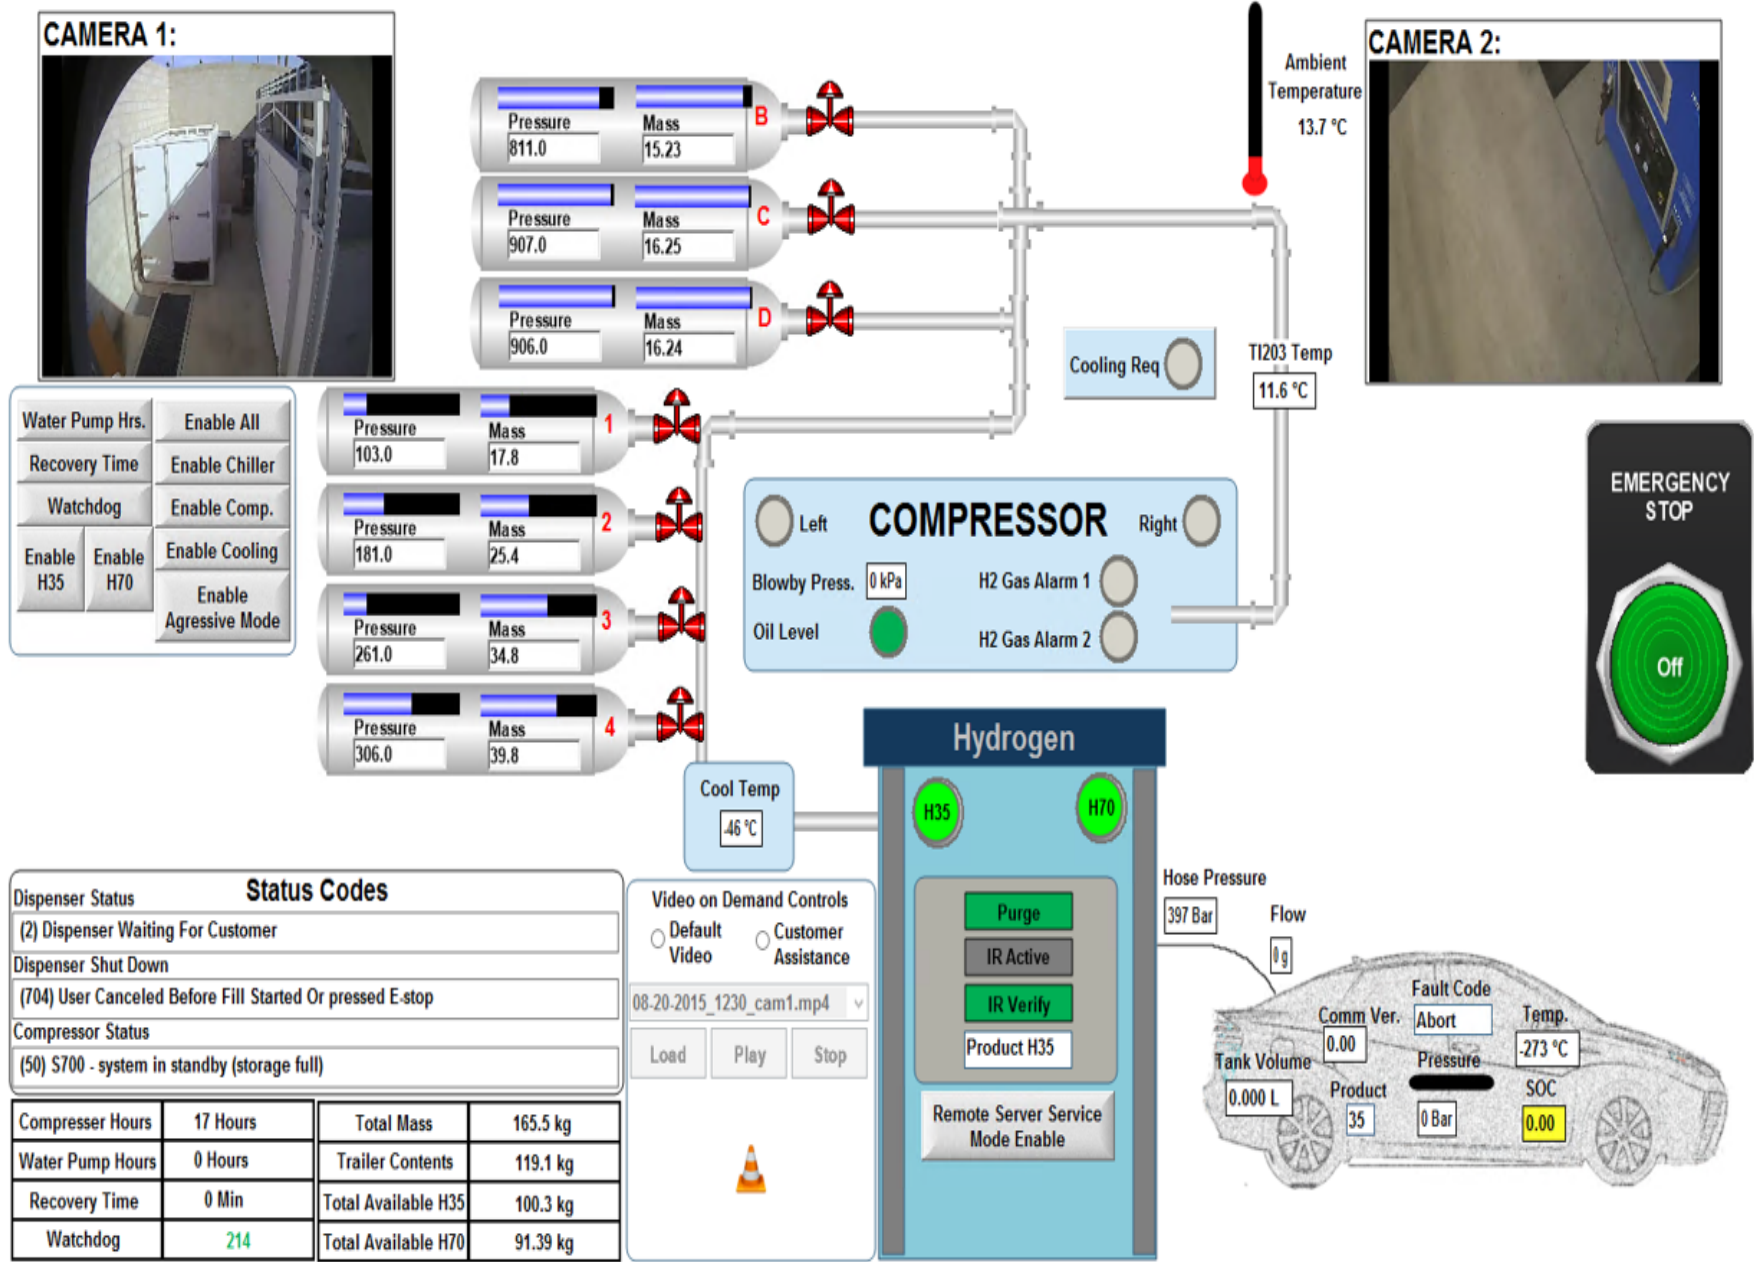 CAMERA 1:
CAMERA 2:
Ambient
Temperature
13.7 °C
Pressure
811.0
Mass
15.23
B
Pressure
907.0
Mass
16.25
C
Pressure
906.0
Mass
16.24
D
Cooling Req
TI203 Temp
11.6 °C
Water Pump Hrs.
Enable All
Recovery Time
Enable Chiller
Watchdog
Enable Comp.
Enable
H35
Enable
H70
Enable Cooling
Enable
Agressive Mode
Pressure
103.0
Mass
17.8
1
Pressure
181.0
Mass
25.4
2
Pressure
261.0
Mass
34.8
3
Pressure
306.0
Mass
39.8
4
Left
COMPRESSOR
Right
Blowby Press.
0 kPa
H2 Gas Alarm 1
Oil Level
H2 Gas Alarm 2
EMERGENCY
STOP
Off
Cool Temp
-46 °C
Hydrogen
H35
H70
Purge
IR Active
IR Verify
Product H35
Remote Server Service
Mode Enable
Status Codes
Dispenser Status
(2) Dispenser Waiting For Customer
Dispenser Shut Down
(704) User Canceled Before Fill Started Or pressed E-stop
Compressor Status
(50) S700 - system in standby (storage full)
Video on Demand Controls
Default
Video
Customer
Assistance
08-20-2015_1230_cam1.mp4
Load
Play
Stop
Compresser Hours
17 Hours
Total Mass
165.5 kg
Water Pump Hours
0 Hours
Trailer Contents
119.1 kg
Recovery Time
0 Min
Total Available H35
100.3 kg
Watchdog
214
Total Available H70
91.39 kg
Hose Pressure
397 Bar
Flow
0 g
Fault Code
Abort
Comm Ver.
0.00
Temp.
-273 °C
Tank Volume
0.000 L
Pressure
0 Bar
Product
35
SOC
0.00